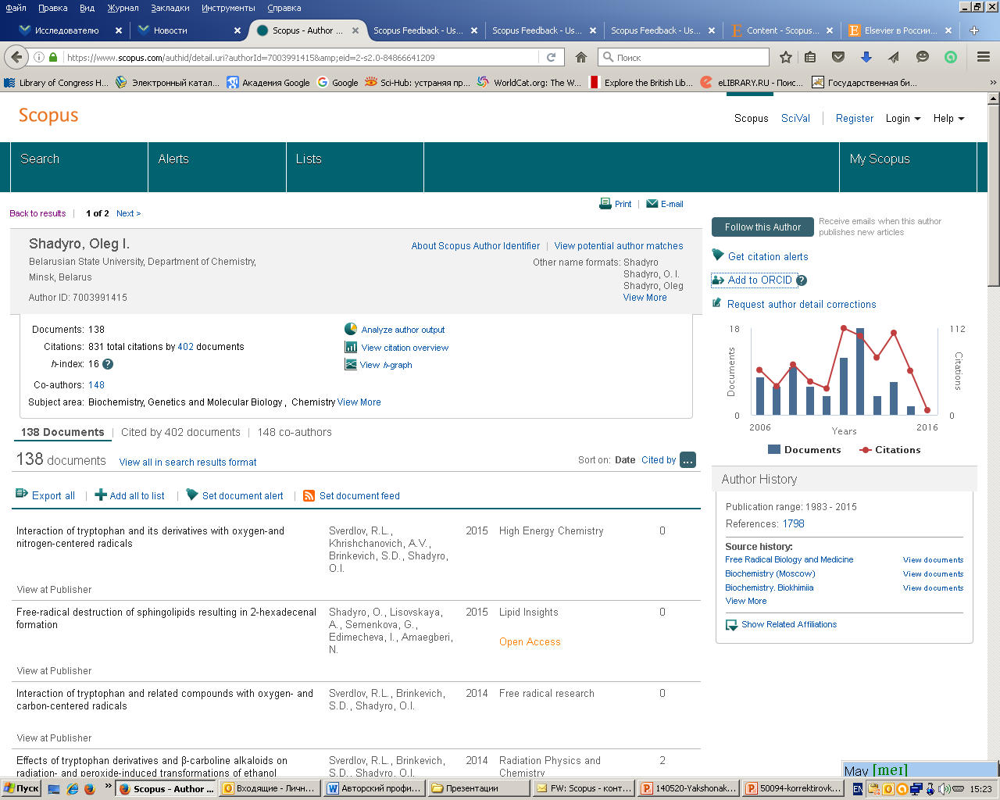 Файл Правка Вид Журнал Закладки Инструменты Справка
Исследователю Новости Scopus - Author ... Scopus Feedback - Us... Scopus Feedback - Us... Scopus Feedback - Us... Content - Scopus... Elsevier в России...
https://www.scopus.com/authid/detail.uri?authorId=7003991415&amp;eid=2-s2.0-84866641209 Поиск
Library of Congress H... Электронный катал... Академия Google Google Sci-Hub: устраняя пр... WorldCat.org: The W... Explore the British Lib... eLIBRARY.RU - Поис... Государственная би... »
Scopus
Scopus SciVal Register Login Help
Search Alerts Lists My Scopus
Back to results | 1 of 2 Next >
Print | E-mail
Shadyro, Oleg I.
Belarusian State University, Department of Chemistry,
Minsk, Belarus
Author ID: 7003991415
About Scopus Author Identifier | View potential author matches
Other name formats: Shadyro
Shadyro, O. I.
Shadyro, Oleg
View More
Documents: 138
Citations: 831 total citations by 402 documents
h-index: 16 ?
Co-authors: 148
Subject area: Biochemistry, Genetics and Molecular Biology , Chemistry View More
Analyze author output
View citation overview
View h-graph
Follow this Author
Receive emails when this author
publishes new articles
Get citation alerts
Add to ORCID ?
Request author detail corrections
18
0
Documents
112
0
Citations
2006 2016
Years
Documents Citations
138 Documents | Cited by 402 documents | 148 co-authors
138 documents View all in search results format
Sort on: Date Cited by ...
Export all | Add all to list | Set document alert | Set document feed
Interaction of tryptophan and its derivatives with oxygen-and
nitrogen-centered radicals
Sverdlov, R.L.,
Khrishchanovich, A.V.,
Brinkevich, S.D., Shadyro,
O.I.
2015 High Energy Chemistry 0
View at Publisher
Free-radical destruction of sphingolipids resulting in 2-hexadecenal
formation
Shadyro, O., Lisovskaya,
A., Semenkova, G.,
Edimecheva, I., Amaegberi,
N.
2015 Lipid Insights 0
Open Access
View at Publisher
Interaction of tryptophan and related compounds with oxygen- and
carbon-centered radicals
Sverdlov, R.L., Brinkevich,
S.D., Shadyro, O.I.
2014 Free radical research 0
View at Publisher
Effects of tryptophan derivatives and β-carboline alkaloids on
radiation- and peroxide-induced transformations of ethanol
Sverdlov, R.L., Brinkevich,
S.D., Shadyro, O.I.
2014 Radiation Physics and
Chemistry
2
Author History
Publication range: 1983 - 2015
References: 1798
Source history:
Free Radical Biology and Medicine View documents
Biochemistry (Moscow) View documents
Biochemistry. Biokhimiia View documents
View More
Show Related Affiliations
May [meɪ]
Пуск » Scopus - Author ... Входящие - Личн... Авторский профи... Презентации FW: Scopus - конт... 140520-Yakshonak... 50094-korrektirovk... EN 15:23